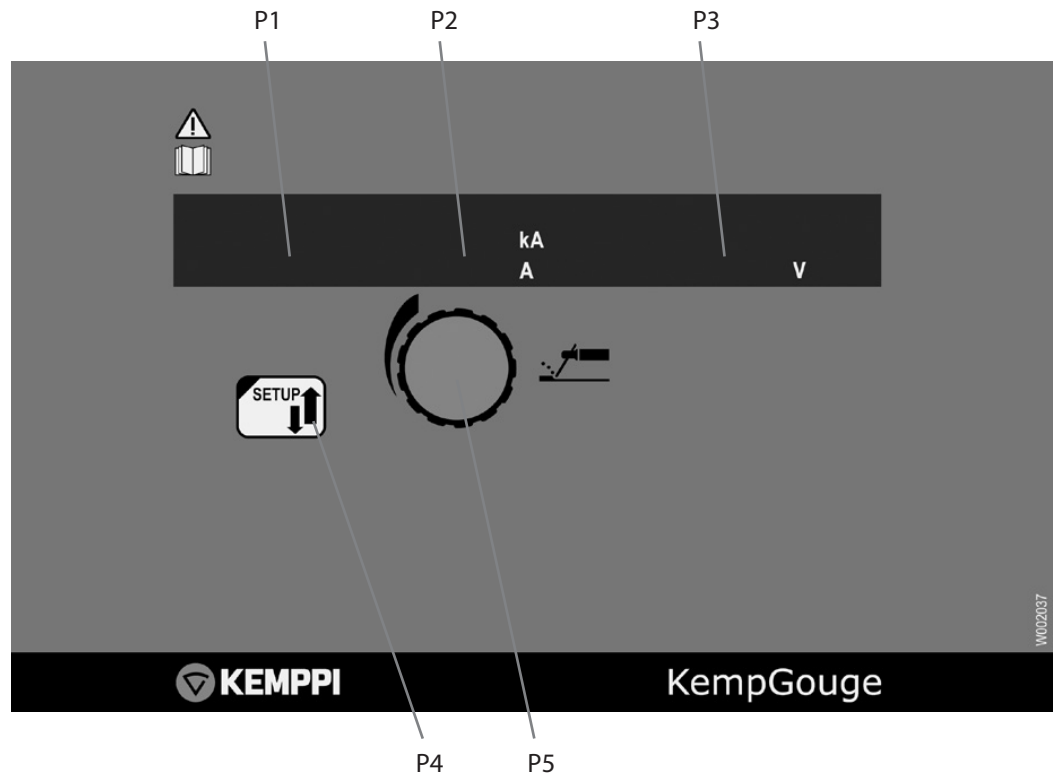 P1 P2 P3
kA
A V
SETUP
W002037
KEMPPI KempGouge
P4 P5